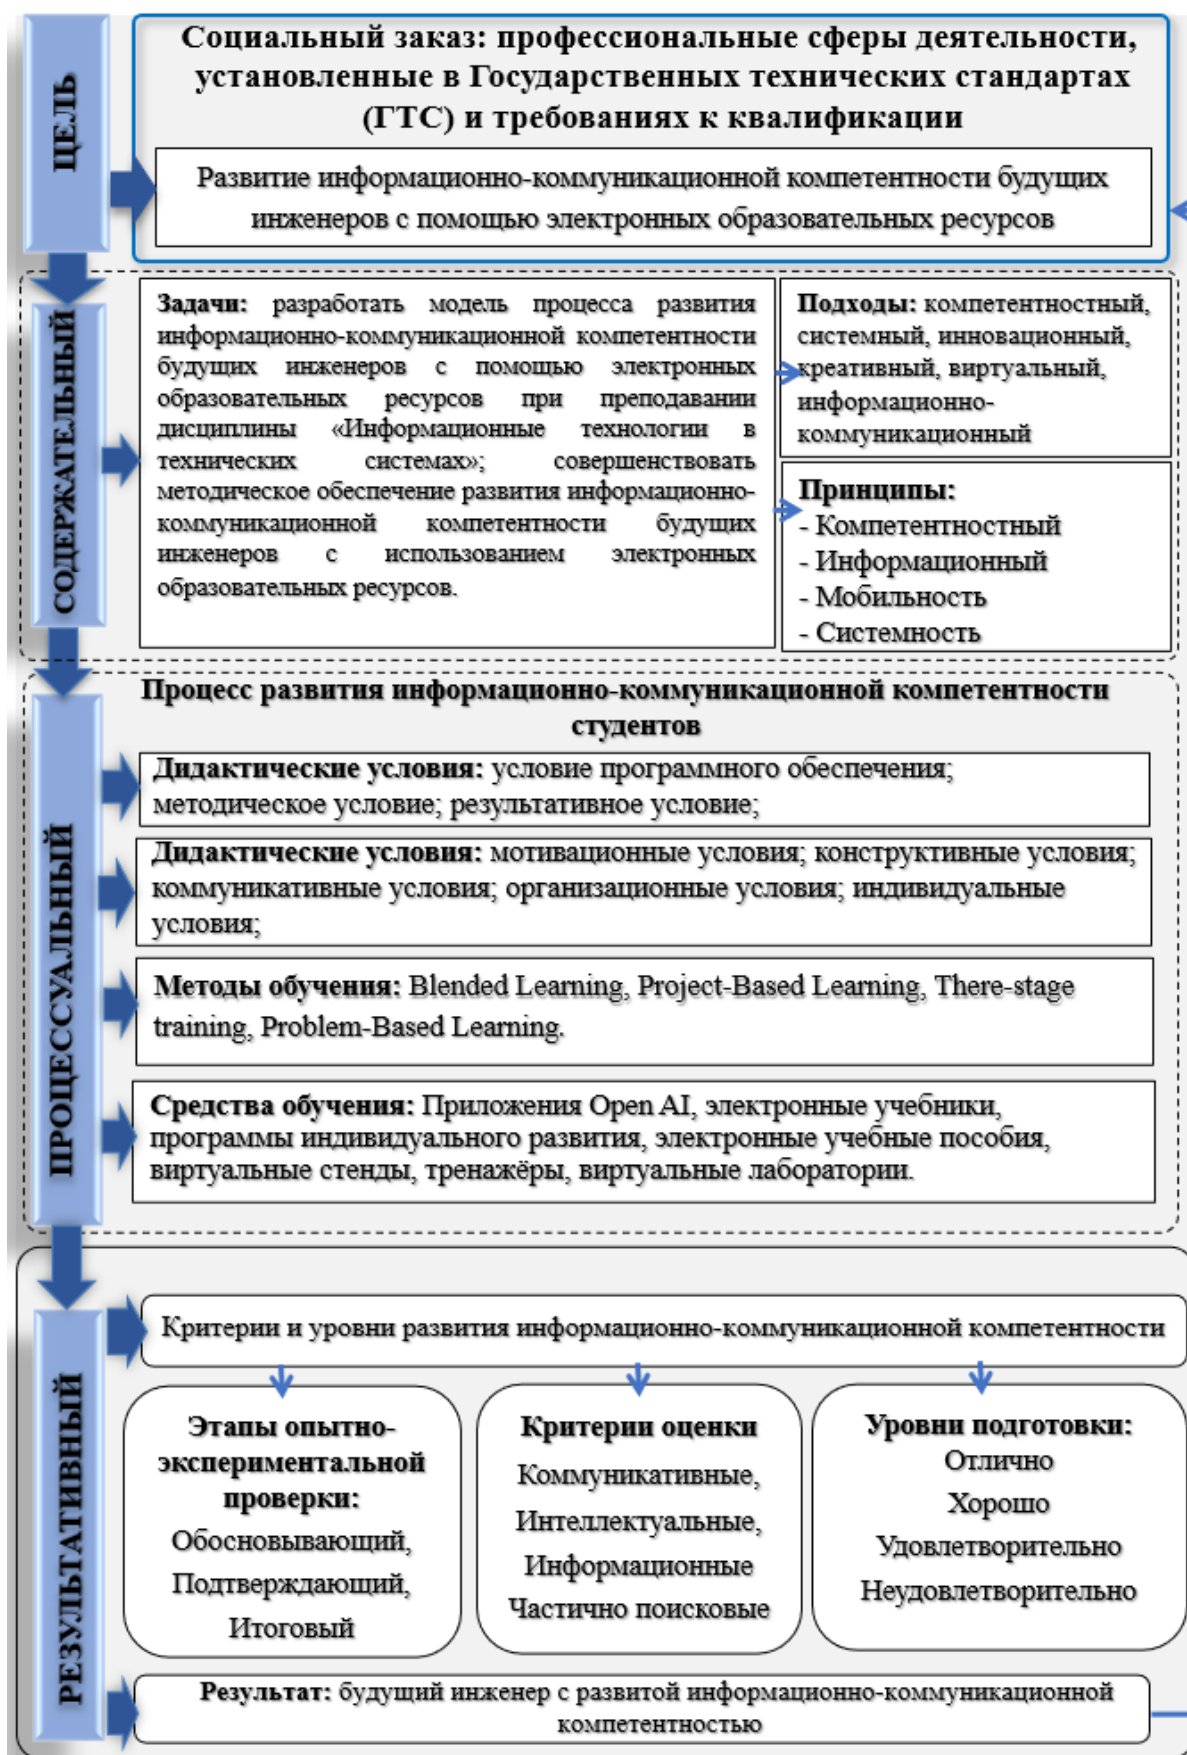 ЦЕЛЬ
Социальный заказ: профессиональные сферы деятельности,
установленные в Государственных технических стандартах
(ГТС) и требованиях к квалификации
Развитие информационно-коммуникационной компетентности будущих
инженеров с помощью электронных образовательных ресурсов
СОДЕРЖАТЕЛЬНЫЙ
Задачи: разработать модель процесса развития
информационно-коммуникационной компетентности
будущих инженеров с помощью электронных
образовательных ресурсов при преподавании
дисциплины «Информационные технологии в
технических системах»; совершенствовать
методическое обеспечение развития информационно-
коммуникационной компетентности будущих
инженеров с использованием электронных
образовательных ресурсов.
Подходы: компетентностный,
системный, инновационный,
креативный, виртуальный,
информационно-
коммуникационный
Принципы:
- Компетентностный
- Информационный
- Мобильность
- Системность
ПРОЦЕССУАЛЬНЫЙ
Процесс развития информационно-коммуникационной компетентности
студентов
Дидактические условия: условие программного обеспечения;
методическое условие; результативное условие;
Дидактические условия: мотивационные условия; конструктивные условия;
коммуникативные условия; организационные условия; индивидуальные
условия;
Методы обучения: Blended Learning, Project-Based Learning, There-stage
training, Problem-Based Learning.
Средства обучения: Приложения Open AI, электронные учебники,
программы индивидуального развития, электронные учебные пособия,
виртуальные стенды, тренажёры, виртуальные лаборатории.
РЕЗУЛЬТАТИВНЫЙ
Критерии и уровни развития информационно-коммуникационной компетентности
Этапы опытно-
экспериментальной
проверки:
Обосновывающий,
Подтверждающий,
Итоговый
Критерии оценки
Коммуникативные,
Интеллектуальные,
Информационные
Частично поисковые
Уровни подготовки:
Отлично
Хорошо
Удовлетворительно
Неудовлетворительно
Результат: будущий инженер с развитой информационно-коммуникационной
компетентностью